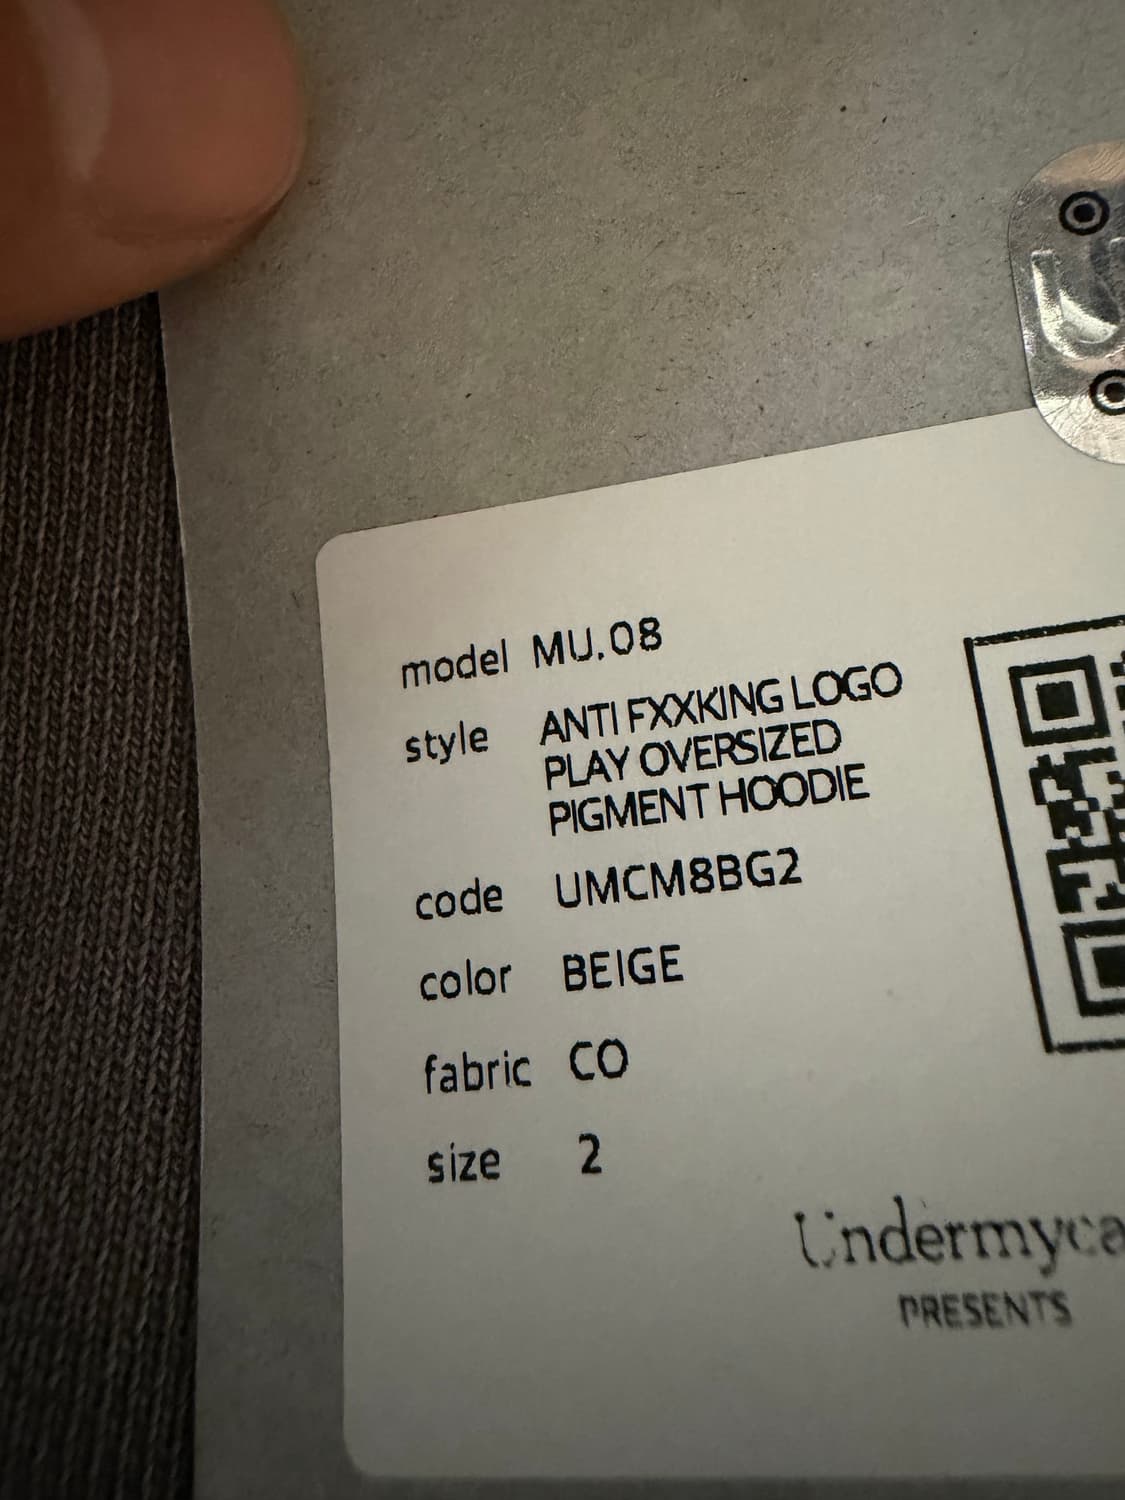 model MU.08
style ANTI FXXKING LOGO
PLAY OVERSIZED
PIGMENT HOODIE
code UMCM8BG2
color BEIGE
fabric CO
size 2
Undermyca
PRESENTS